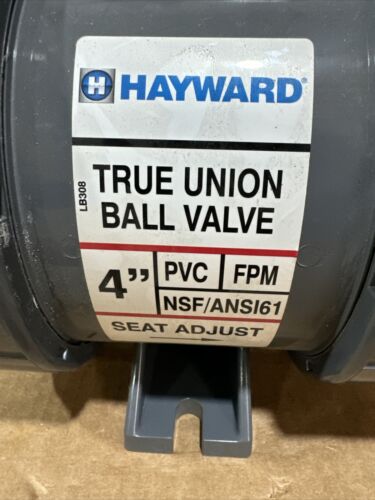 H HAYWARD®
LB308
TRUE UNION
BALL VALVE
4” PVC FPM
NSF/ANSI61
SEAT ADJUST